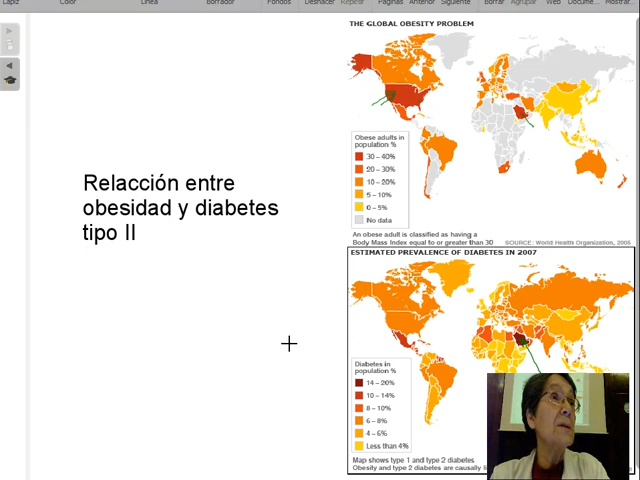 Lápiz Color Línea Borrador Fondos Deshacer Repetir Páginas Anterior Siguiente Borrar Agrupar Web Docume... Mostrar...
Relacción entre
obesidad y diabetes
tipo II
THE GLOBAL OBESITY PROBLEM
Obese adults in
population %
30 – 40%
20 – 30%
10 – 20%
5 – 10%
0 – 5%
No data
An obese adult is classified as having a
Body Mass Index equal to or greater than 30
SOURCE: World Health Organization, 2005
ESTIMATED PREVALENCE OF DIABETES IN 2007
Diabetes in
population %
14 – 20%
10 – 14%
8 – 10%
6 – 8%
4 – 6%
Less than 4%
Map shows type 1 and type 2 diabetes
Obesity and type 2 diabetes are causally li